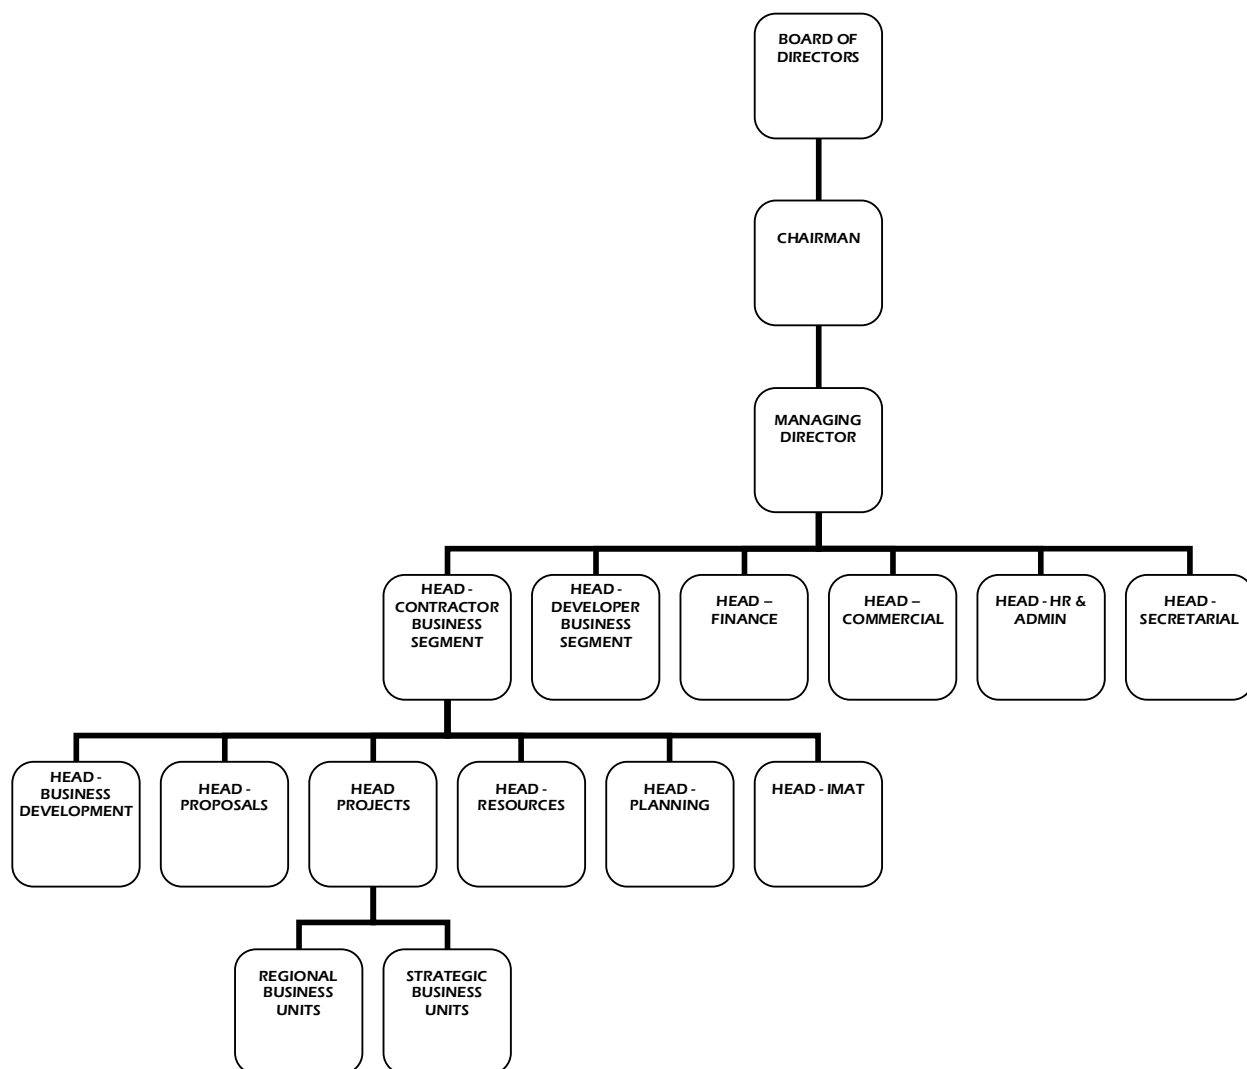 BOARD OF
DIRECTORS
CHAIRMAN
MANAGING
DIRECTOR
HEAD -
CONTRACTOR
BUSINESS
SEGMENT
HEAD -
DEVELOPER
BUSINESS
SEGMENT
HEAD –
FINANCE
HEAD –
COMMERCIAL
HEAD - HR &
ADMIN
HEAD -
SECRETARIAL
HEAD -
BUSINESS
DEVELOPMENT
HEAD -
PROPOSALS
HEAD
PROJECTS
HEAD -
RESOURCES
HEAD -
PLANNING
HEAD - IMAT
REGIONAL
BUSINESS
UNITS
STRATEGIC
BUSINESS
UNITS